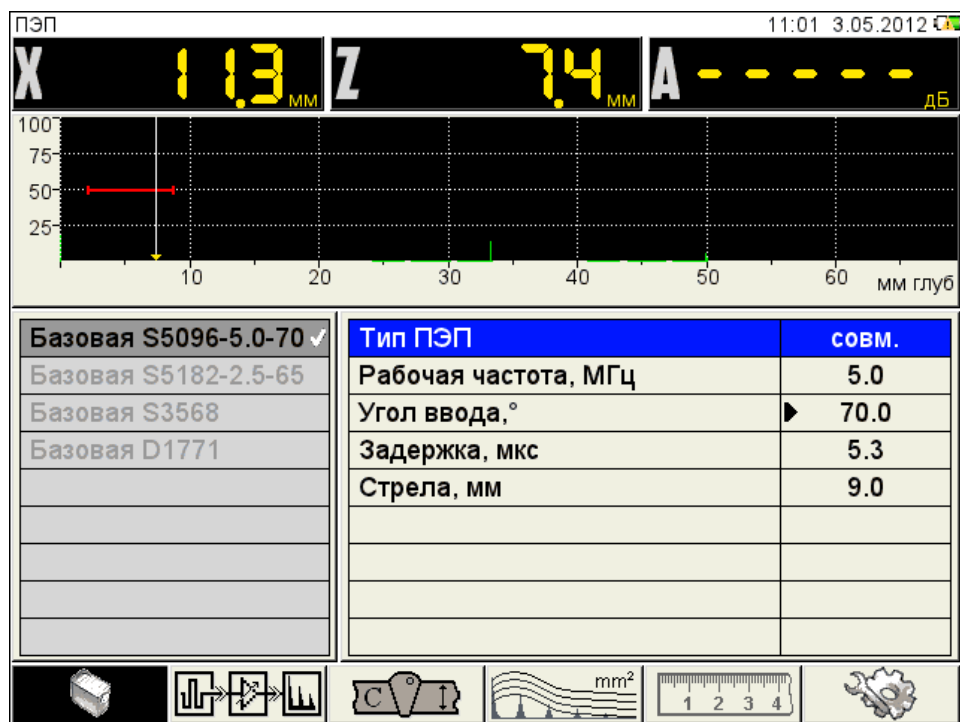 ПЭП 11:01 3.05.2012
X 11.3 мм Z 7.4 мм A - - - - - дБ
100
75
50
25
10 20 30 40 50 60 мм глуб
Базовая S5096-5.0-70 Тип ПЭП совм.
Базовая S5182-2.5-65 Рабочая частота, МГц 5.0
Базовая S3568 Угол ввода,° 70.0
Базовая D1771 Задержка, мкс 5.3
Стрела, мм 9.0
C mm² 1 2 3 4